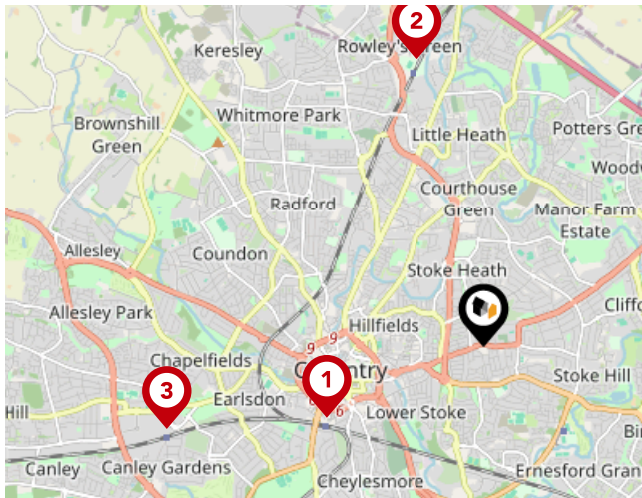 2
Rowley's Green
Keresley
Whitmore Park
Brownshill
Green
Little Heath
Potters Gre
Woodw
Courthouse
Green
Radford
Manor Farm
Estate
Allesley
Coundon
Stoke Heath
Allesley Park
Cliffo
Hillfields
9
9
Chapelfields
1
Stoke Hill
3
Earlsdon
Hill
6
Lower Stoke
Bin
Canley
Canley Gardens
Cheylesmore
Ernesford Gran